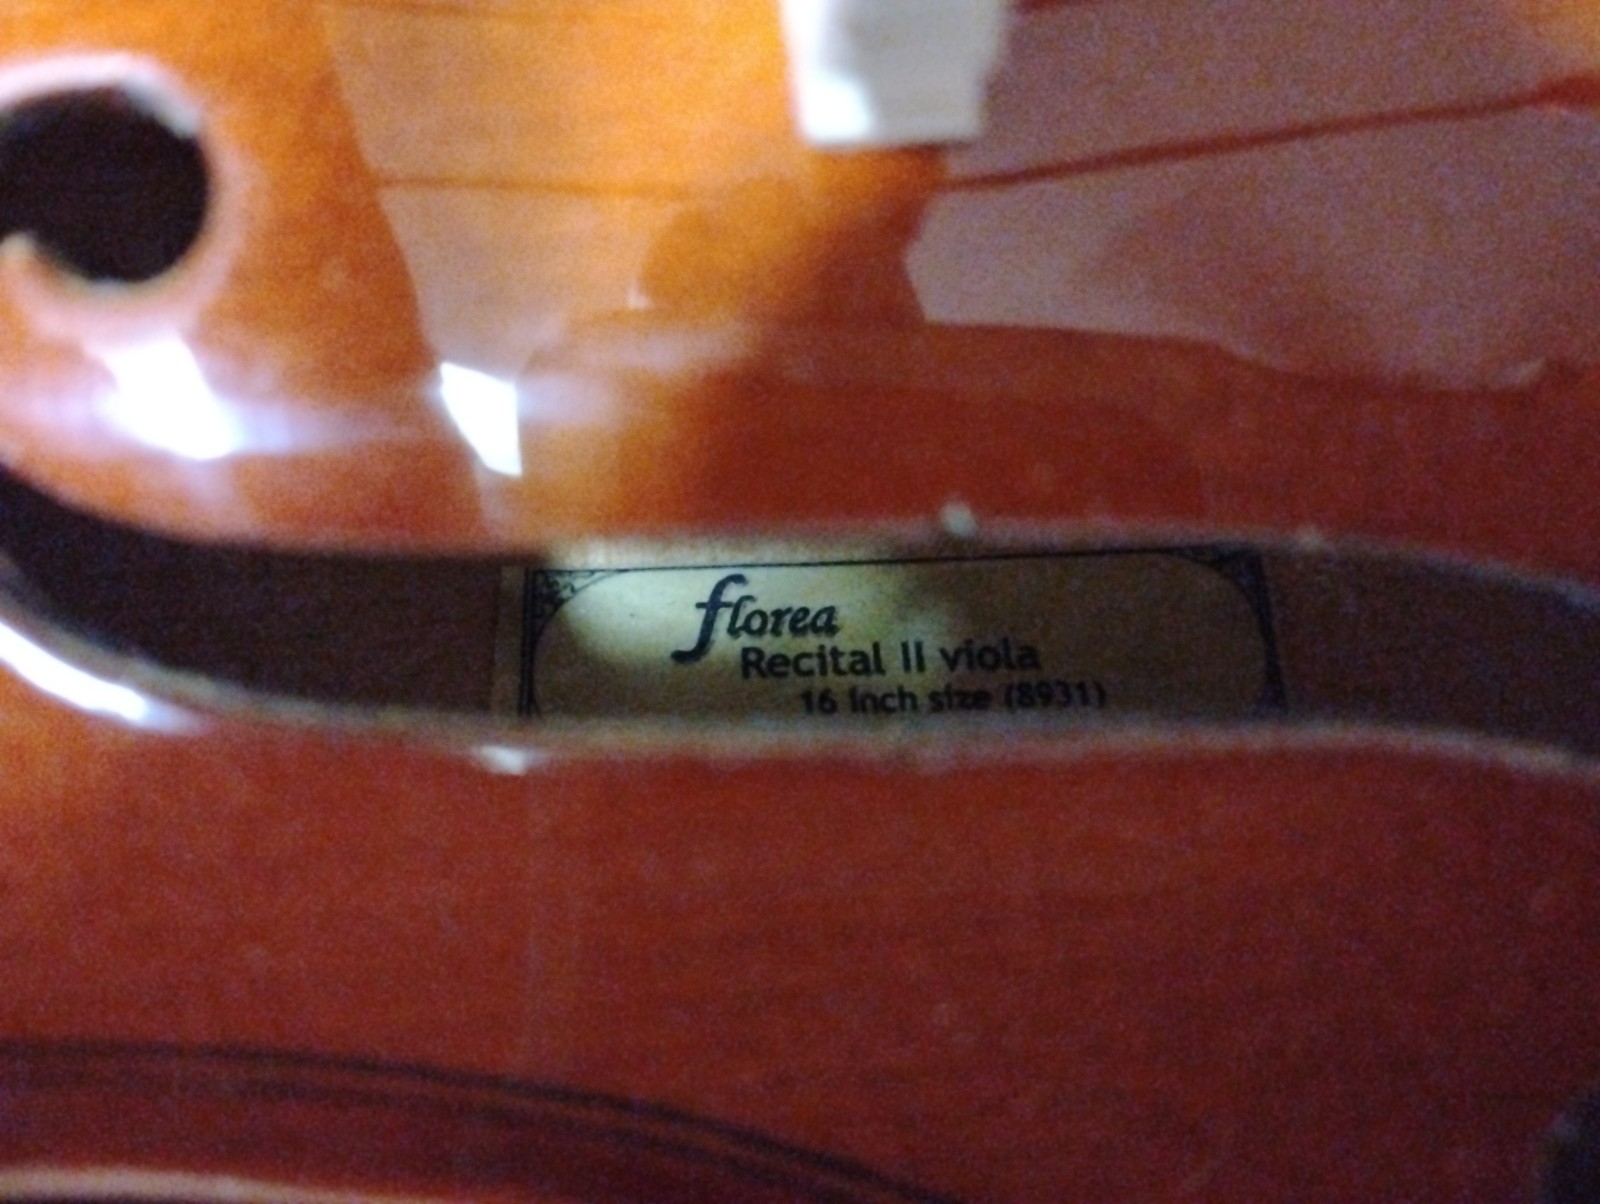 florea
Recital II viola
16 inch size (8931)